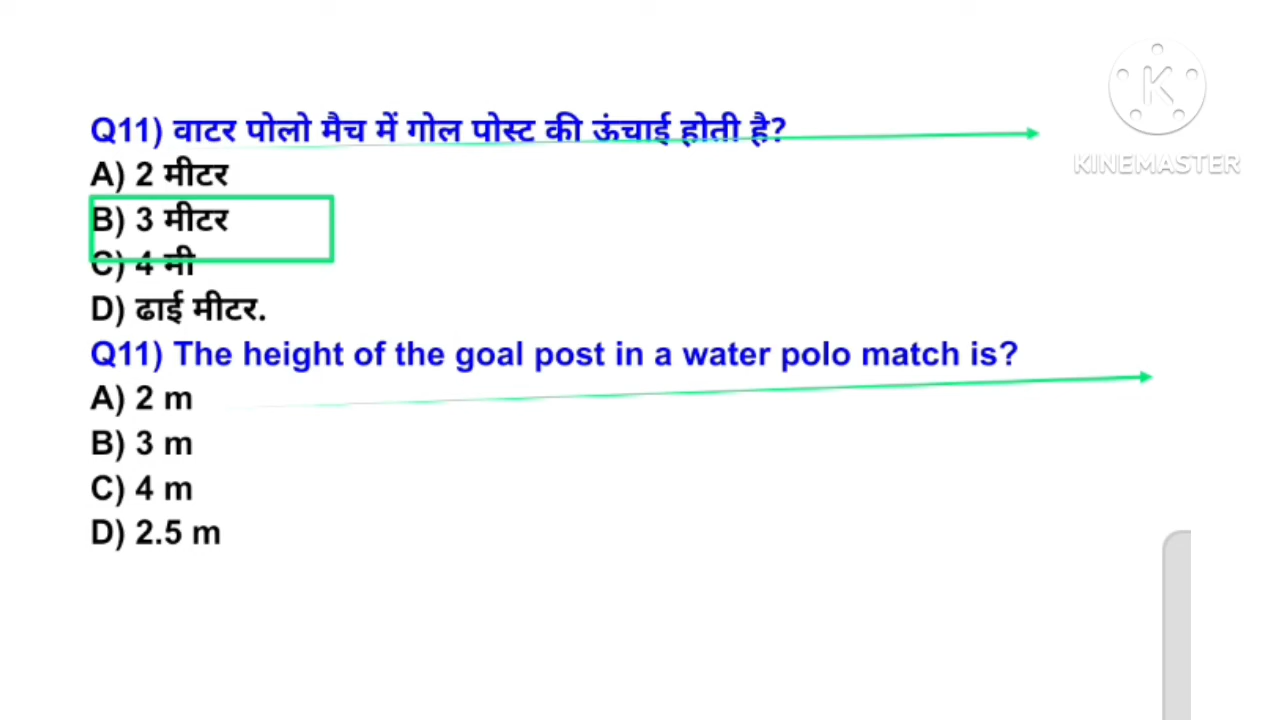 Q11) वाटर पोलो मैच में गोल पोस्ट की ऊंचाई होती है?
A) 2 मीटर
B) 3 मीटर
C) 4 मी
D) ढाई मीटर.
Q11) The height of the goal post in a water polo match is?
A) 2 m
B) 3 m
C) 4 m
D) 2.5 m
K
KINEMASTER